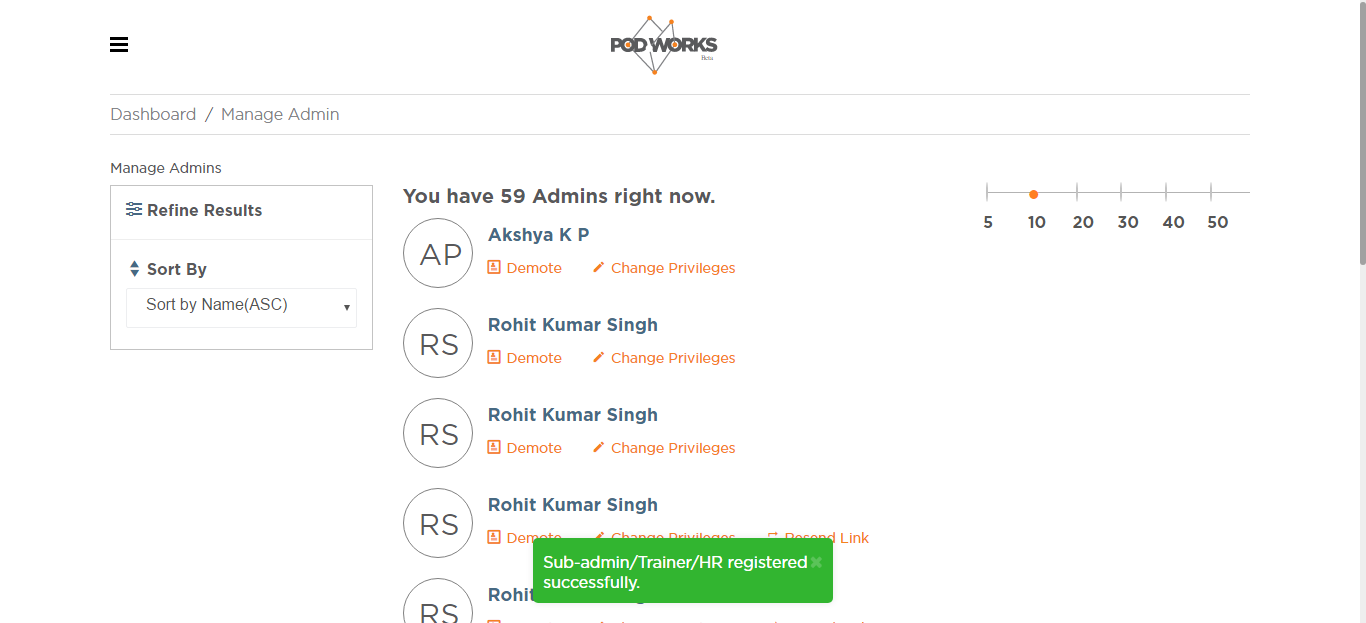 POD WORKS
Beta
Dashboard / Manage Admin
Manage Admins
Refine Results
Sort By
Sort by Name(ASC)
You have 59 Admins right now.
5 10 20 30 40 50
AP
Akshya K P
Demote Change Privileges
RS
Rohit Kumar Singh
Demote Change Privileges
RS
Rohit Kumar Singh
Demote Change Privileges
RS
Rohit Kumar Singh
Demote Change Privileges Resend Link
RS
Sub-admin/Trainer/HR registered
successfully.